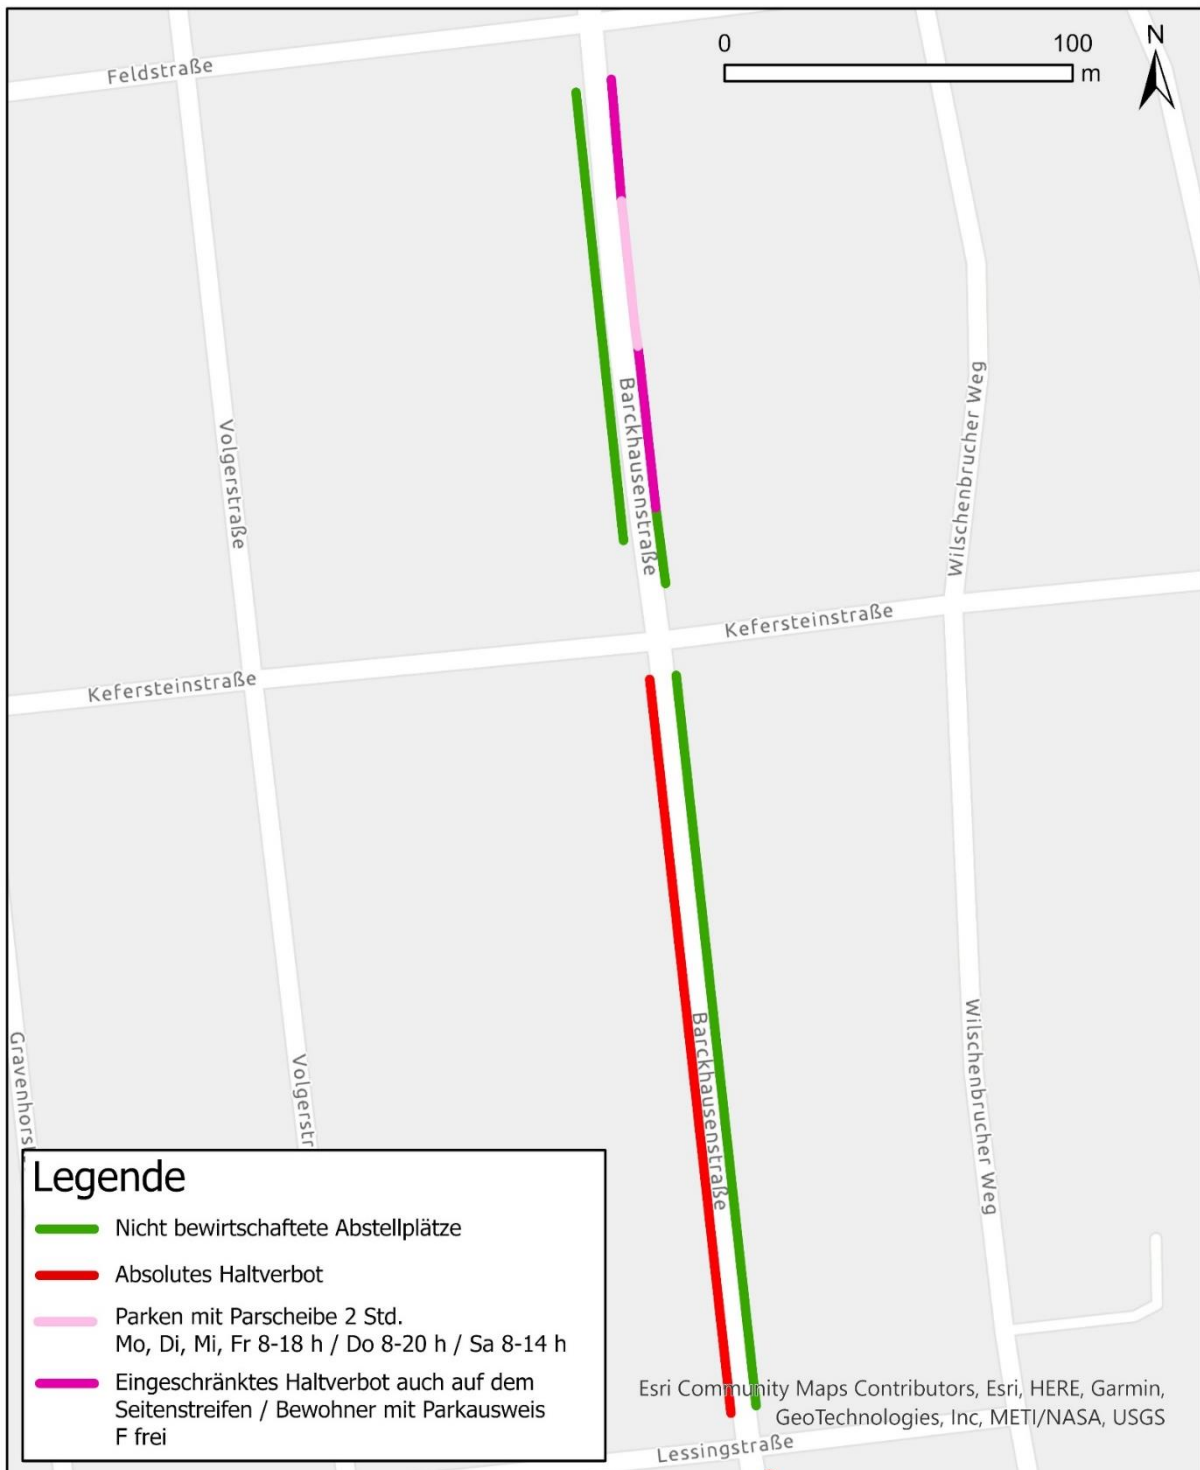 0 100
m
N
Feldstraße
Barckhausenstraße
Volgerstraße
Wilschenbrucher Weg
Kefersteinstraße
Kefersteinstraße
Barckhausenstraße
Wilschenbrucher Weg
Gravenhorst
Volgerstr
Legende
Nicht bewirtschaftete Abstellplätze
Absolutes Haltverbot
Parken mit Parscheibe 2 Std.
Mo, Di, Mi, Fr 8-18 h / Do 8-20 h / Sa 8-14 h
Eingeschränktes Haltverbot auch auf dem
Seitenstreifen / Bewohner mit Parkausweis
F frei
Esri Community Maps Contributors, Esri, HERE, Garmin,
GeoTechnologies, Inc, METI/NASA, USGS
Lessingstraße